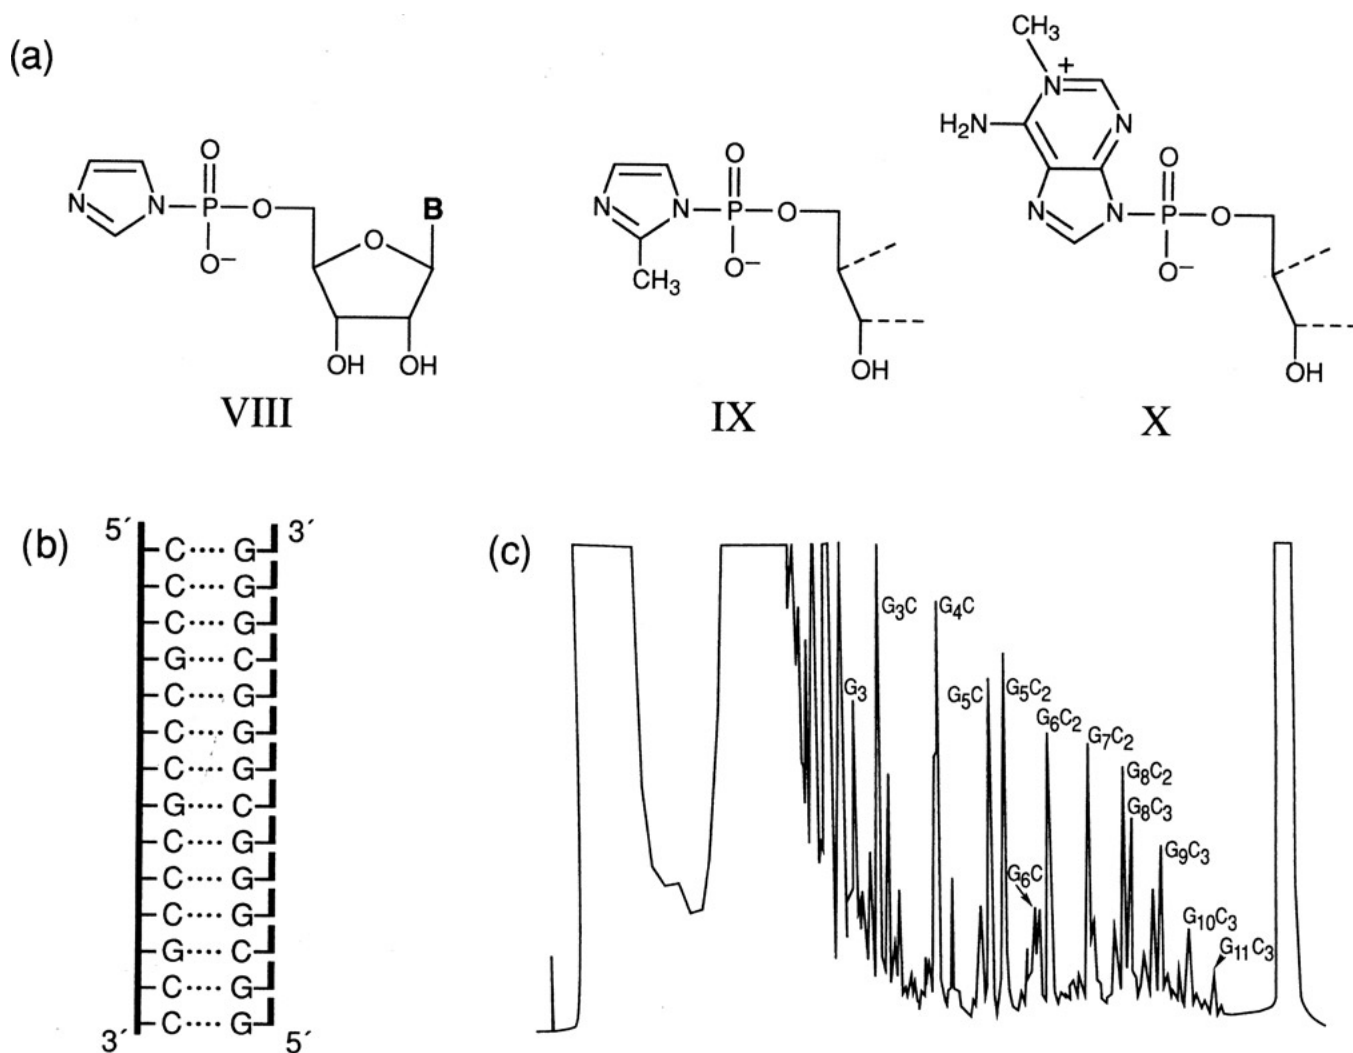 (a)
CH₃
N
+
H₂N
N
N
N
O
N
N
P
O
B
O
O⁻
OH
OH
VIII
O
N
N
P
O
O⁻
CH₃
OH
IX
O
P
O
O⁻
OH
X
(b)
5′ 3′
C····G
C····G
C····G
G····C
C····G
C····G
C····G
G····C
C····G
C····G
C····G
G····C
C····G
C····G
3′ 5′
(c)
G₃
G₃C
G₄C
G₅C
G₅C₂
G₆C
G₆C₂
G₇C₂
G₈C₂
G₈C₃
G₉C₃
G₁₀C₃
G₁₁C₃